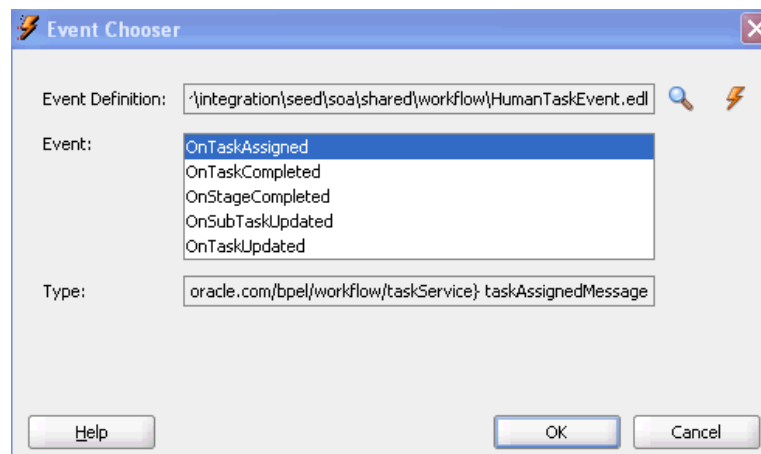 Event Chooser
Event Definition: \integration\seed\soa\shared\workflow\HumanTaskEvent.edl
Event:
OnTaskAssigned
OnTaskCompleted
OnStageCompleted
OnSubTaskUpdated
OnTaskUpdated
Type: oracle.com/bpel/workflow/taskService} taskAssignedMessage
Help OK Cancel